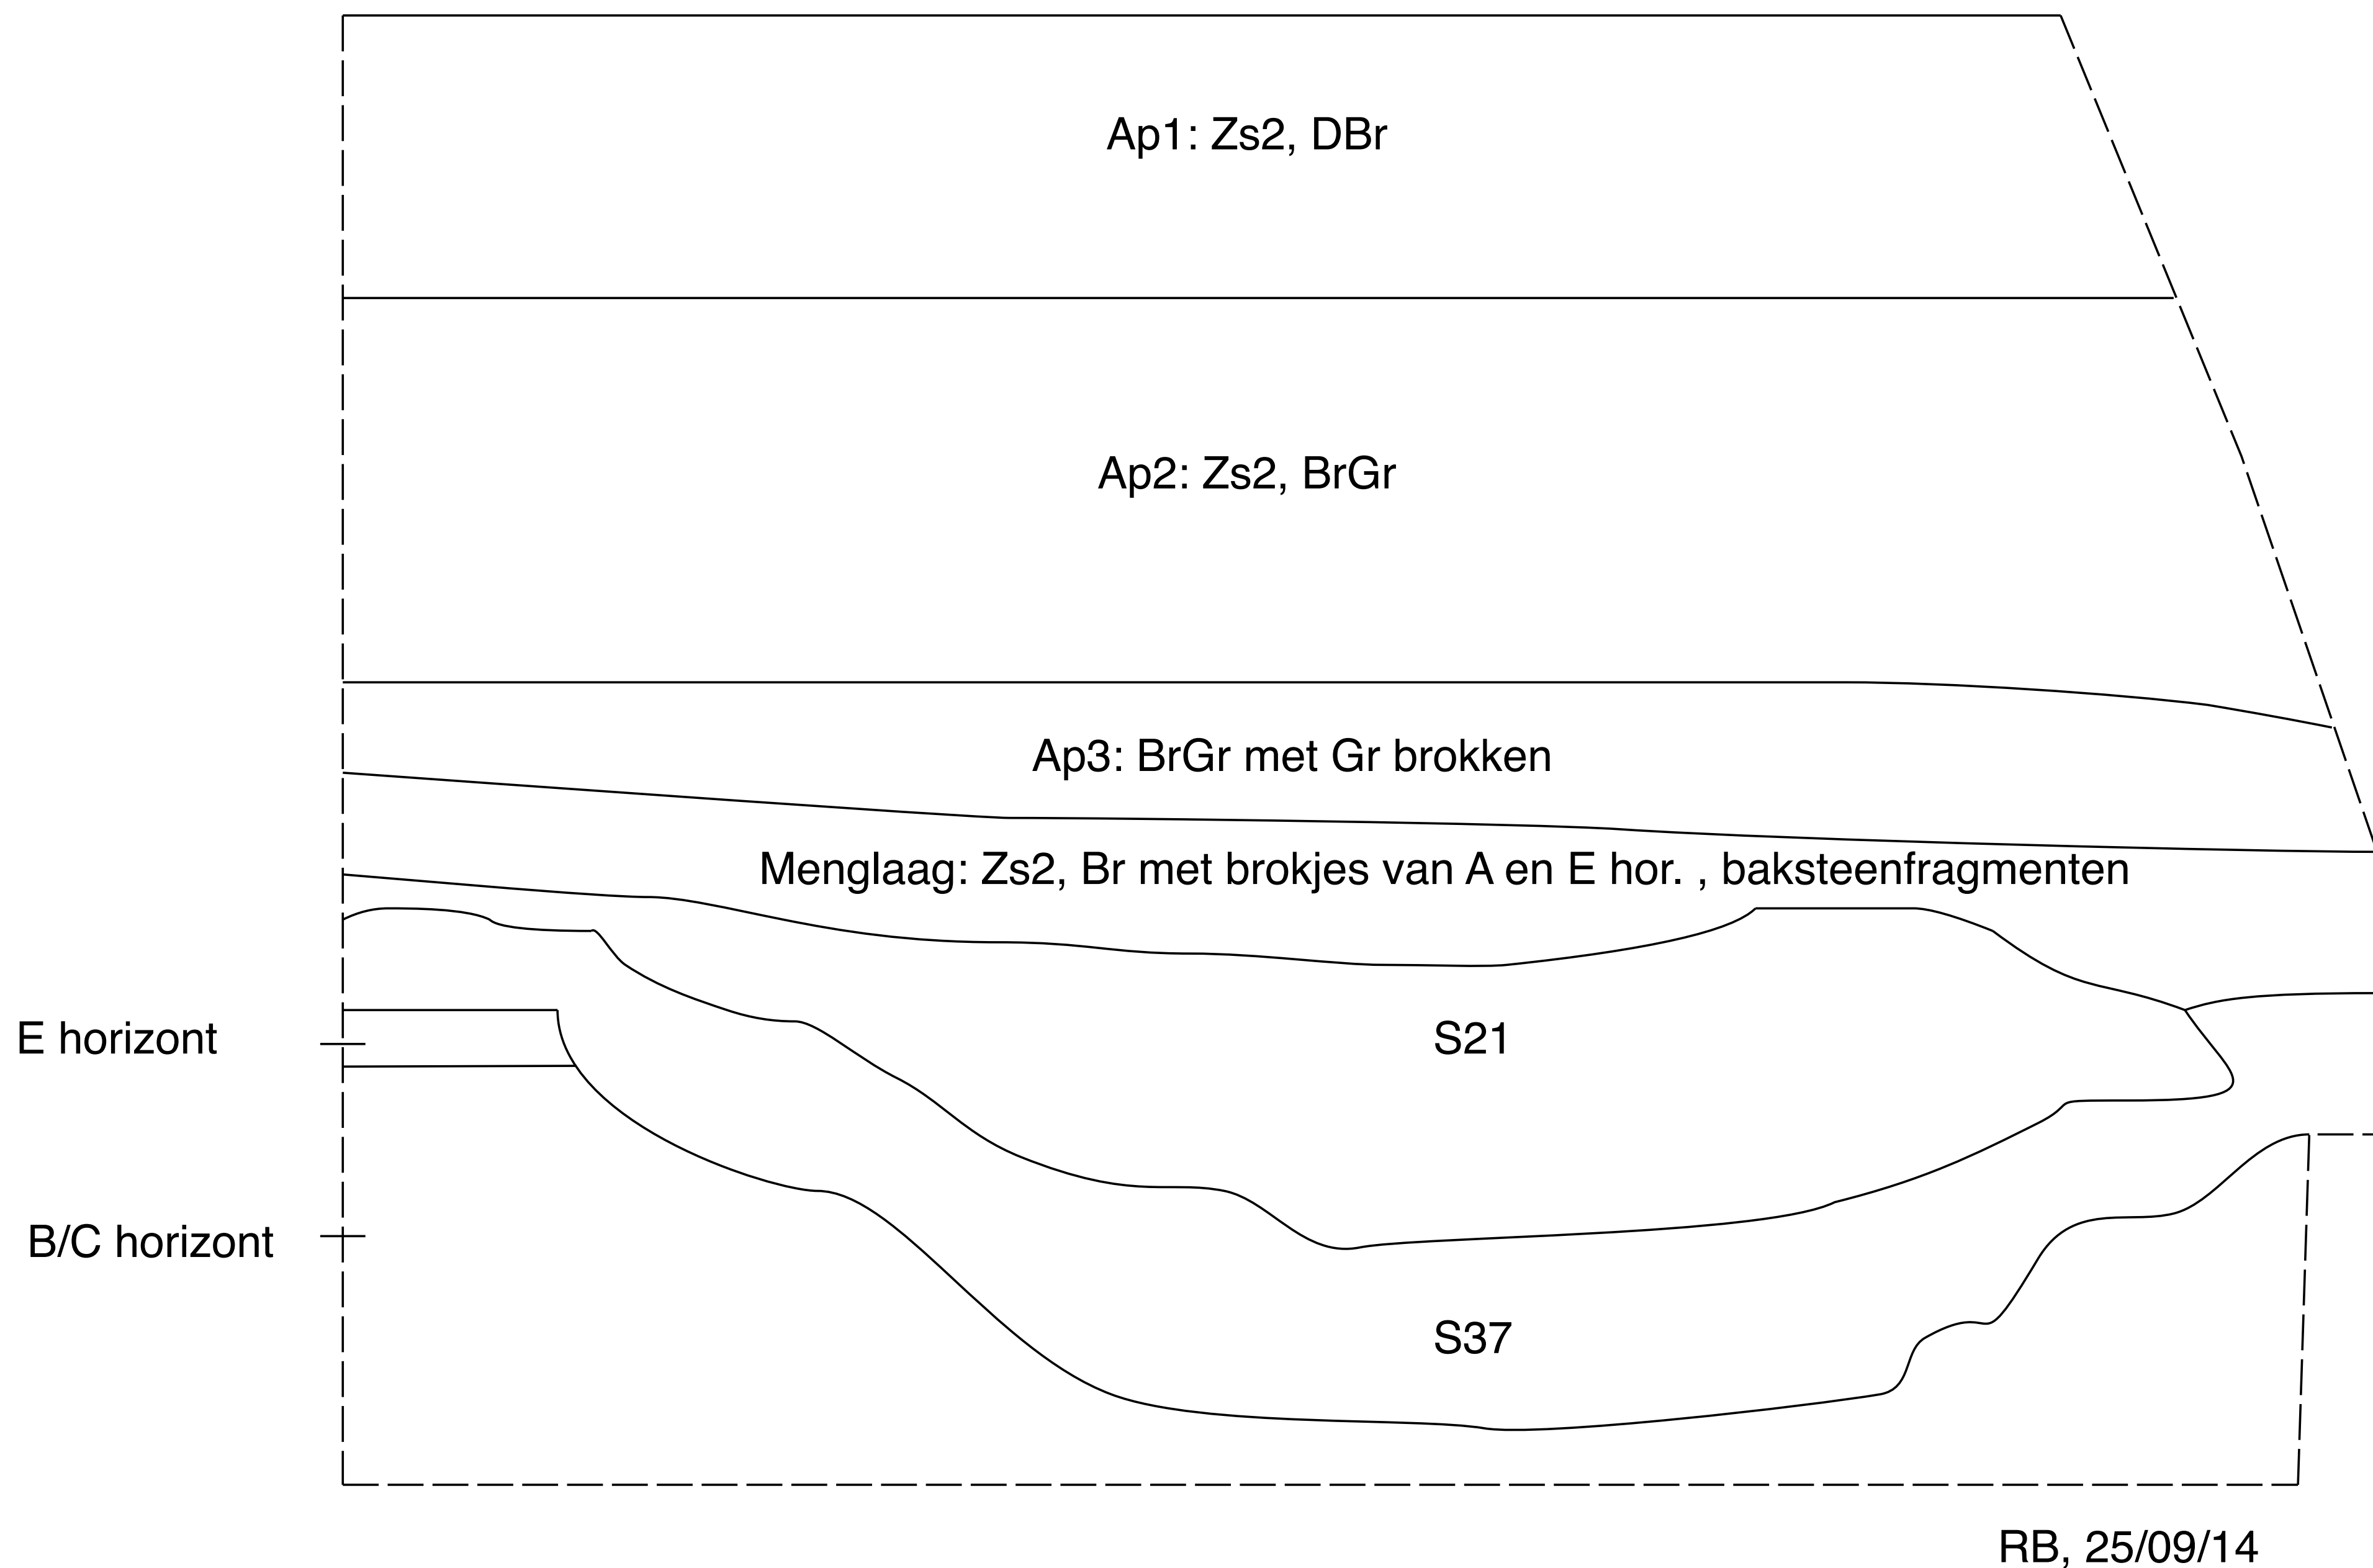 Ap1: Zs2, DBr
Ap2: Zs2, BrGr
Ap3: BrGr met Gr brokken
Menglaag: Zs2, Br met brokjes van A en E hor. , baksteenfragmenten
E horizont
S21
B/C horizont
S37
RB, 25/09/14